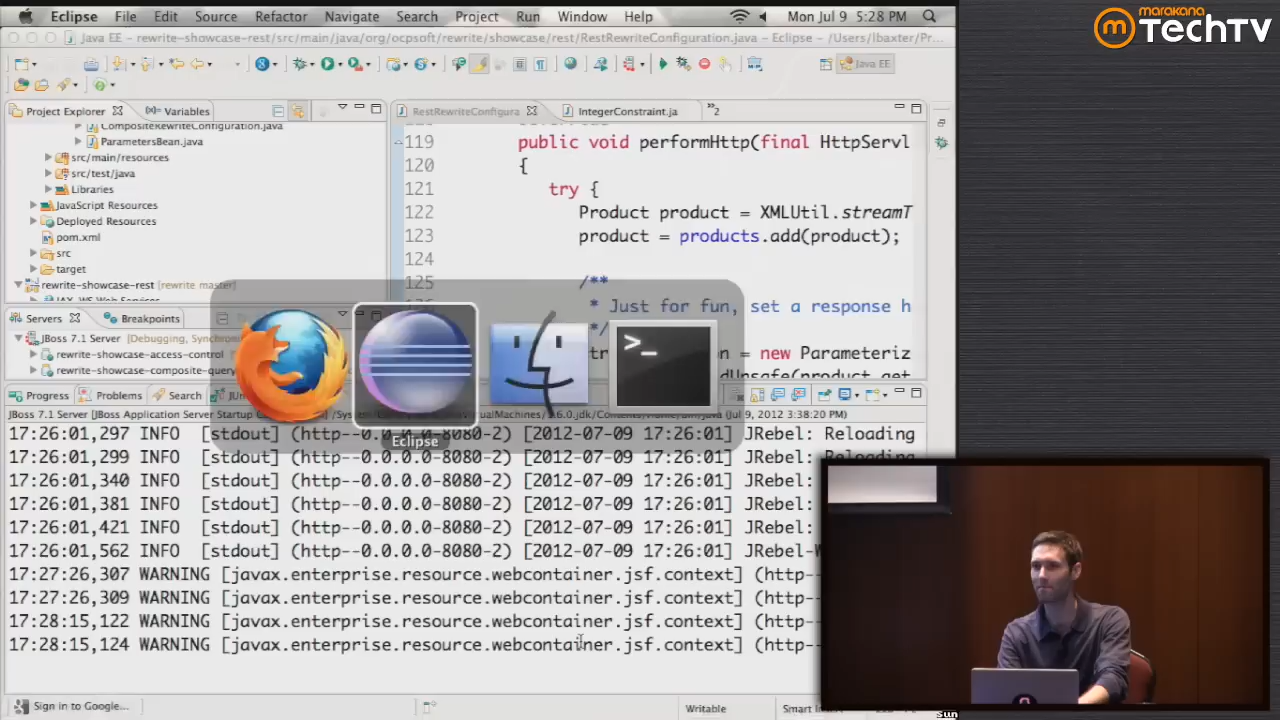 Eclipse File Edit Source Refactor Navigate Search Project Run Window Help Mon Jul 9 5:28 PM
marakana
TechTV
Java EE - rewrite-showcase-rest/src/main/java/org/ocpsoft/rewrite/showcase/rest/RestRewriteConfiguration.java - Eclipse - /Users/lbaxter/Pr...
Java EE
Project Explorer Variables
RestRewriteConfigura IntegerConstraint.ja »2
CompositeRewriteConfiguration.java
ParametersBean.java
src/main/resources
src/test/java
Libraries
JavaScript Resources
Deployed Resources
pom.xml
src
target
rewrite-showcase-rest [rewrite master]
JAX-WS Web Services
119 public void performHttp(final HttpServl
120 {
121 try {
122 Product product = XMLUtil.streamT
123 product = products.add(product);
124
125 /**
* Just for fun, set a response h
*/
= new Parameteriz
Servers Breakpoints
JBoss 7.1 Server [Debugging, Synchro
rewrite-showcase-access-control
rewrite-showcase-composite-query
>_
Eclipse
Progress Problems Search
JBoss 7.1 Server [JBoss Application Server Startup
(Jul 9, 2012 3:38:20 PM)
17:26:01,297 INFO [stdout] (http--0.0.0.0-8080-2) [2012-07-09 17:26:01] JRebel: Reloading
17:26:01,299 INFO [stdout] (http--0.0.0.0-8080-2) [2012-07-09 17:26:01] JRebel:
17:26:01,340 INFO [stdout] (http--0.0.0.0-8080-2) [2012-07-09 17:26:01] JRebel:
17:26:01,381 INFO [stdout] (http--0.0.0.0-8080-2) [2012-07-09 17:26:01] JRebel:
17:26:01,421 INFO [stdout] (http--0.0.0.0-8080-2) [2012-07-09 17:26:01] JRebel:
17:26:01,562 INFO [stdout] (http--0.0.0.0-8080-2) [2012-07-09 17:26:01] JRebel-
17:27:26,307 WARNING [javax.enterprise.resource.webcontainer.jsf.context] (http--
17:27:26,309 WARNING [javax.enterprise.resource.webcontainer.jsf.context] (http--
17:28:15,122 WARNING [javax.enterprise.resource.webcontainer.jsf.context] (http--
17:28:15,124 WARNING [javax.enterprise.resource.webcontainer.jsf.context] (http--
Sign in to Google... Writable Smart In
Sun